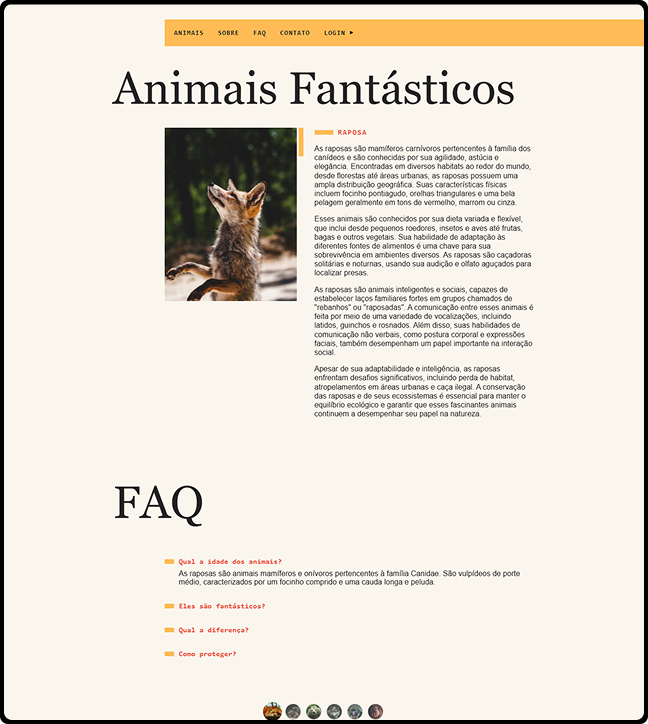 ANIMAIS SOBRE FAQ CONTATO LOGIN ▸
Animais Fantásticos
RAPOSA
As raposas são mamíferos carnívoros pertencentes à família dos
canídeos e são conhecidas por sua agilidade, astúcia e
elegância. Encontradas em diversos habitats ao redor do mundo,
desde florestas até áreas urbanas, as raposas possuem uma
ampla distribuição geográfica. Suas características físicas
incluem focinho pontiagudo, orelhas triangulares e uma bela
pelagem geralmente em tons de vermelho, marrom ou cinza.
Esses animais são conhecidos por sua dieta variada e flexível,
que inclui desde pequenos roedores, insetos e aves até frutas,
bagas e outros vegetais. Sua habilidade de adaptação às
diferentes fontes de alimentos é uma chave para sua
sobrevivência em ambientes diversos. As raposas são caçadoras
solitárias e noturnas, usando sua audição e olfato aguçados para
localizar presas.
As raposas são animais inteligentes e sociais, capazes de
estabelecer laços familiares fortes em grupos chamados de
"rebanhos" ou "raposadas". A comunicação entre esses animais é
feita por meio de uma variedade de vocalizações, incluindo
latidos, guinchos e rosnados. Além disso, suas habilidades de
comunicação não verbais, como postura corporal e expressões
faciais, também desempenham um papel importante na interação
social.
Apesar de sua adaptabilidade e inteligência, as raposas
enfrentam desafios significativos, incluindo perda de habitat,
atropelamentos em áreas urbanas e caça ilegal. A conservação
das raposas e de seus ecossistemas é essencial para manter o
equilíbrio ecológico e garantir que esses fascinantes animais
continuem a desempenhar seu papel na natureza.
FAQ
Qual a idade dos animais?
As raposas são animais mamíferos e onívoros pertencentes à família Canidae. São vulpídeos de porte
médio, caracterizados por um focinho comprido e uma cauda longa e peluda.
Eles são fantásticos?
Qual a diferença?
Como proteger?